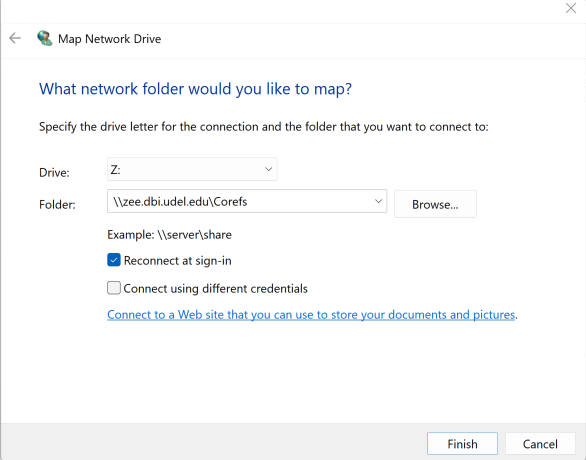 Map Network Drive
What network folder would you like to map?
Specify the drive letter for the connection and the folder that you want to connect to:
Drive: Z:
Folder: \\zee.dbi.udel.edu\Corefs Browse...
Example: \\server\share
Reconnect at sign-in
Connect using different credentials
Connect to a Web site that you can use to store your documents and pictures.
Finish Cancel